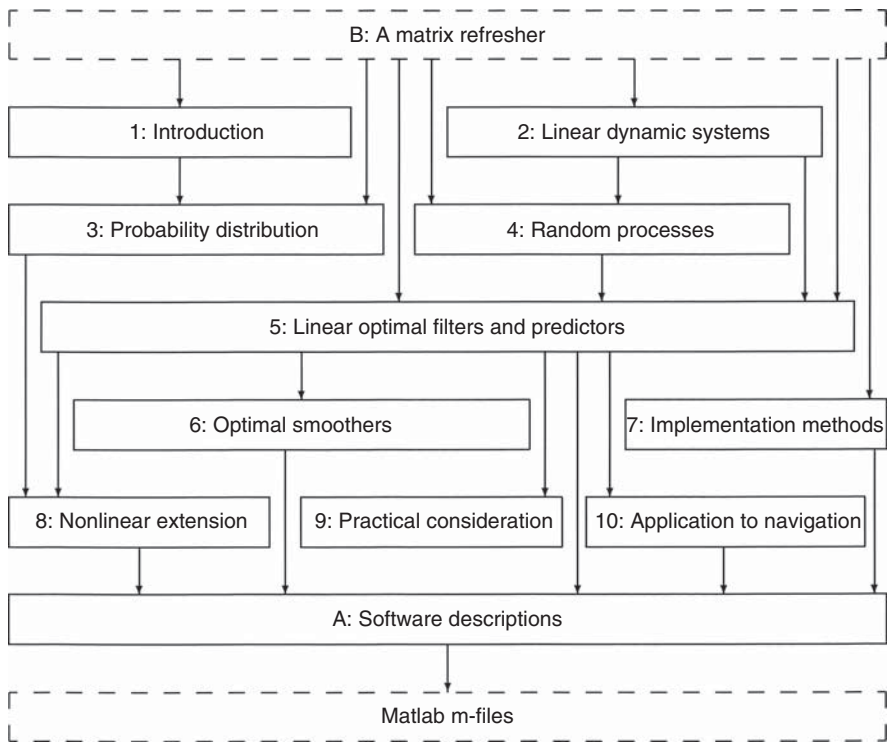 B: A matrix refresher
1: Introduction
2: Linear dynamic systems
3: Probability distribution
4: Random processes
5: Linear optimal filters and predictors
6: Optimal smoothers
7: Implementation methods
8: Nonlinear extension
9: Practical consideration
10: Application to navigation
A: Software descriptions
Matlab m-files